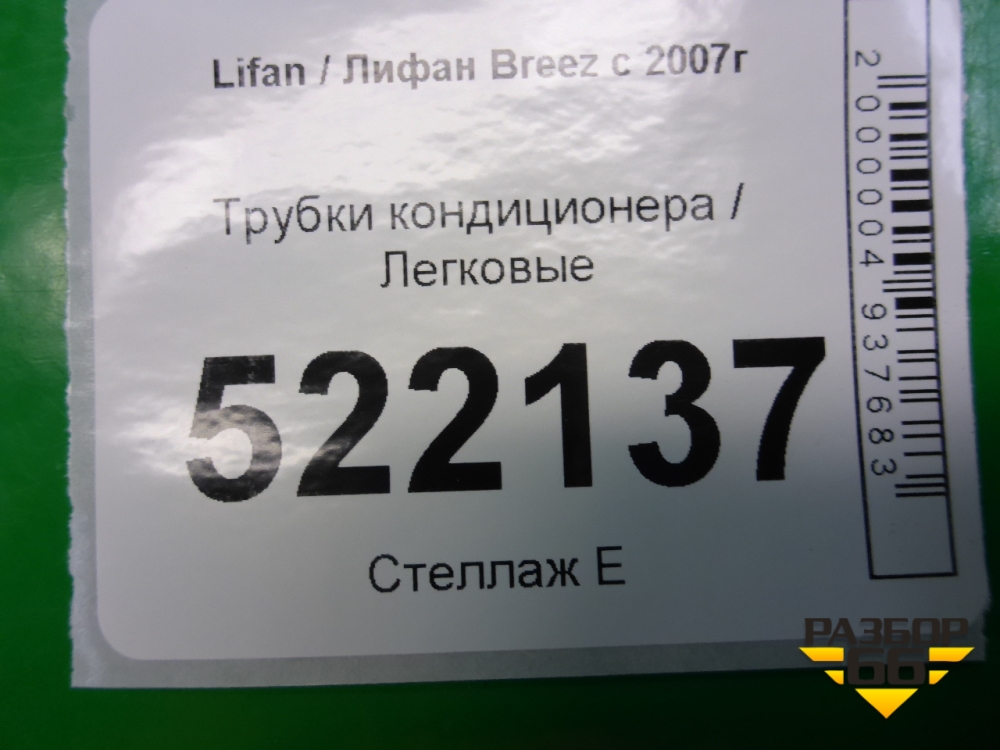 Lifan / Лифан Breez с 2007г
Трубки кондиционера /
Легковые
522137
Стеллаж Е
2000004937683
РАЗБОР
66